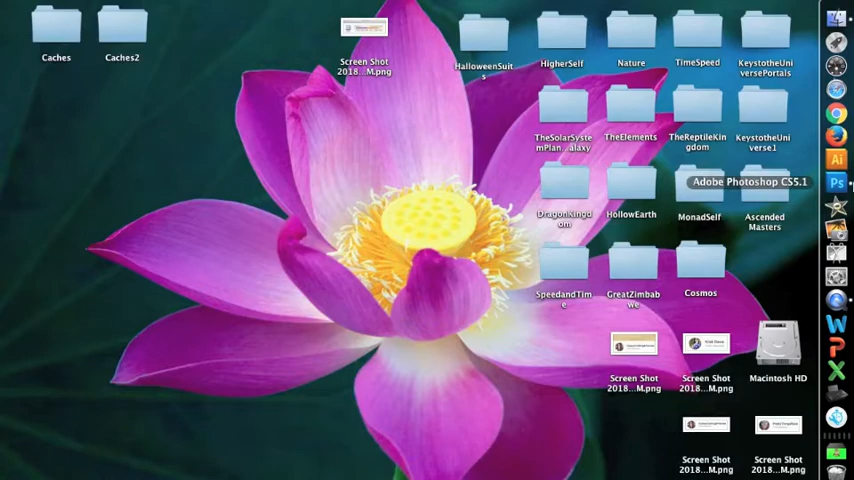 Caches
Caches2
Screen Shot
2018...M.png
HalloweenSuit
s
HigherSelf
Nature
TimeSpeed
KeystotheUni
versePortals
TheSolarSyste
mPlan...alaxy
TheElements
TheReptileKin
gdom
KeystotheUni
verse1
Adobe Photoshop CS5.1
DragonKingd
om
HollowEarth
MonadSelf
Ascended
Masters
SpeedandTim
e
GreatZimbab
we
Cosmos
Screen Shot
2018...M.png
Screen Shot
2018...M.png
Macintosh HD
Screen Shot
2018...M.png
Screen Shot
2018...M.png
Ai
Ps
W
P
X